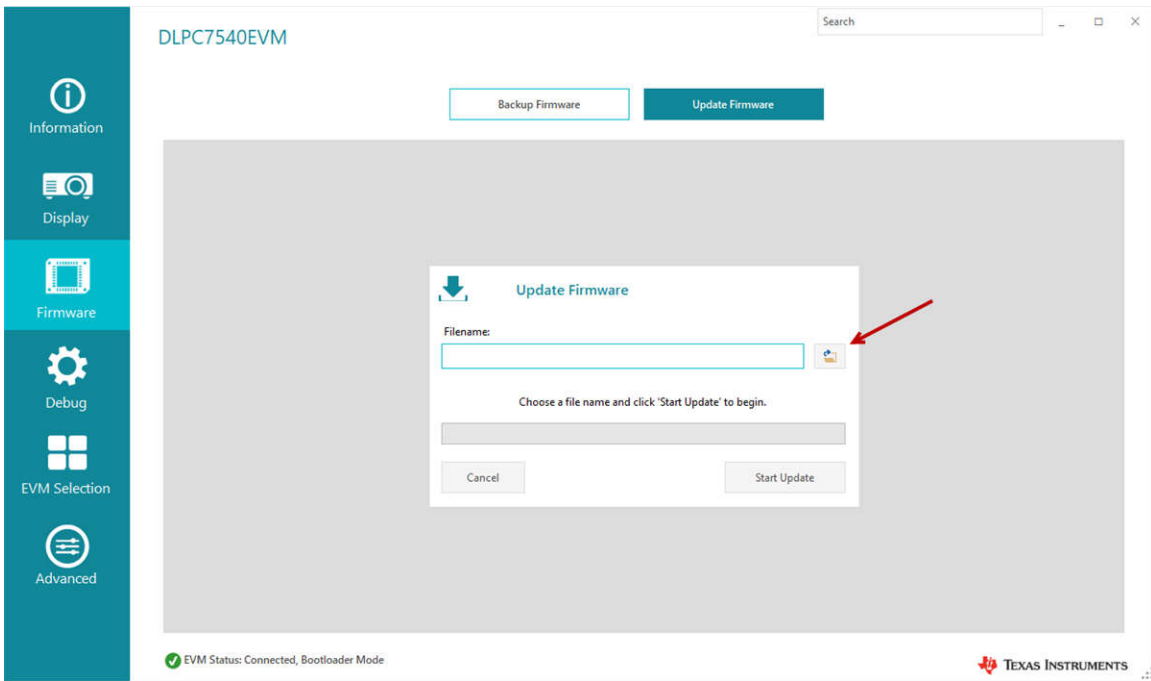 Search
DLPC7540EVM
Backup Firmware
Update Firmware
Information
Display
Firmware
Debug
EVM Selection
Advanced
Update Firmware
Filename:
Choose a file name and click 'Start Update' to begin.
Cancel
Start Update
EVM Status: Connected, Bootloader Mode
TEXAS INSTRUMENTS